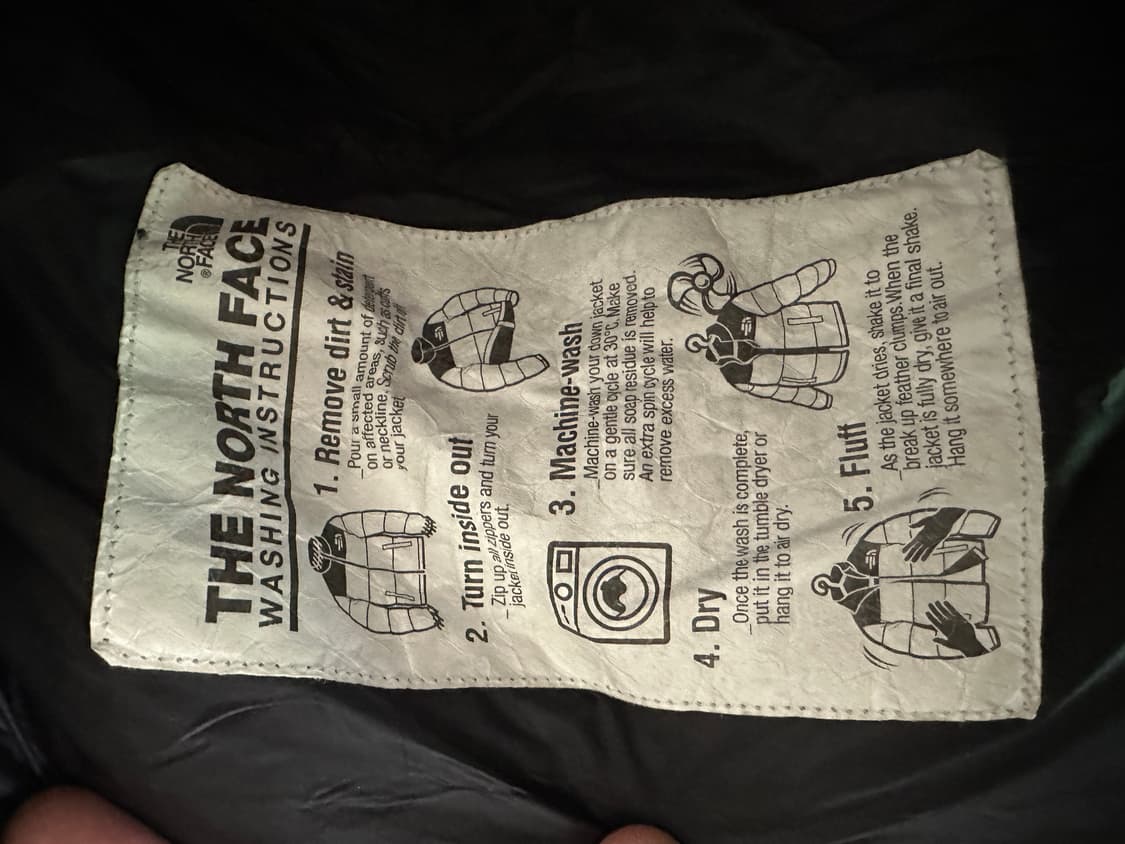 THE
NORTH
FACE
®
THE NORTH FACE
WASHING INSTRUCTIONS
1. Remove dirt & stain
_Pour a small amount of detergent
on affected areas, such as cuffs
or neckline. Scrub the dirt off
your jacket.
2. Turn inside out
_Zip up all zippers and turn your
jacket inside out.
3. Machine-wash
_Machine-wash your down jacket
on a gentle cycle at 30°C. Make
sure all soap residue is removed.
An extra spin cycle will help to
remove excess water.
4. Dry
_Once the wash is complete,
put it in the tumble dryer or
hang it to air dry.
5. Fluff
_As the jacket dries, shake it to
break up feather clumps. When the
jacket is fully dry, give it a final shake.
Hang it somewhere to air out.